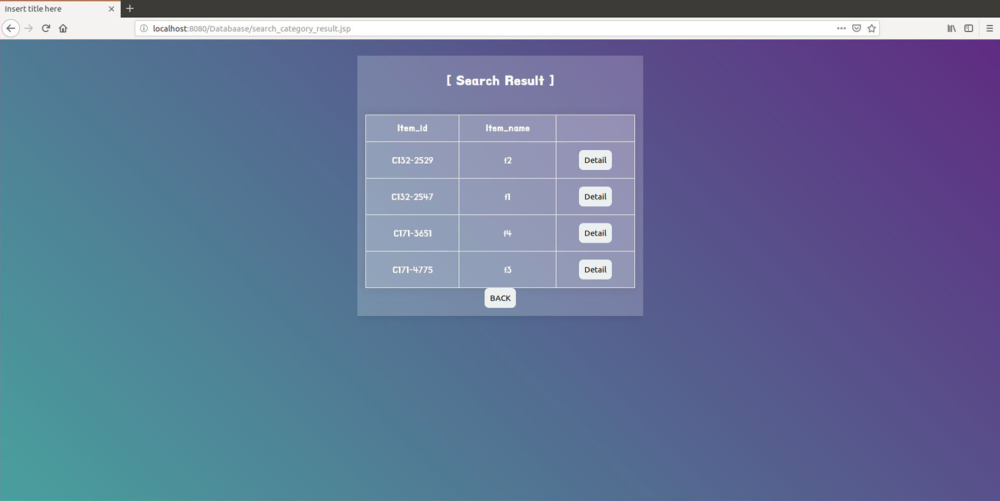 Insert title here
localhost:8080/Databaase/search_category_result.jsp
[ Search Result ]
Item_id Item_name
C132-2529 f2 Detail
C132-2547 f1 Detail
C171-3651 f4 Detail
C171-4775 f3 Detail
BACK